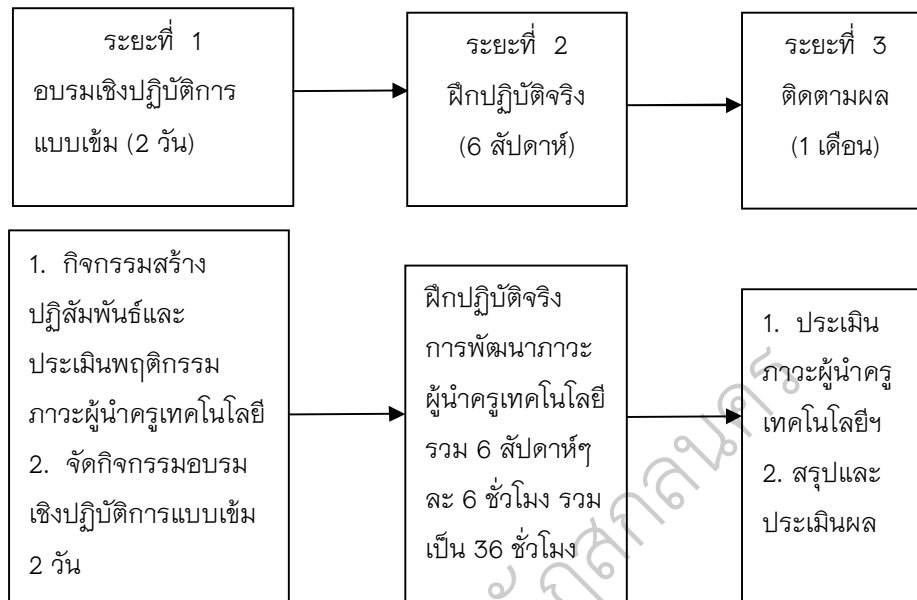 ระยะที่ 1
อบรมเชิงปฏิบัติการ
แบบเข้ม (2 วัน)
ระยะที่ 2
ฝึกปฏิบัติจริง
(6 สัปดาห์)
ระยะที่ 3
ติดตามผล
(1 เดือน)
1. กิจกรรมสร้าง
ปฏิสัมพันธ์และ
ประเมินพฤติกรรม
ภาวะผู้นำครูเทคโนโลยี
2. จัดกิจกรรมอบรม
เชิงปฏิบัติการแบบเข้ม
2 วัน
ฝึกปฏิบัติจริง
การพัฒนาภาวะ
ผู้นำครูเทคโนโลยี
รวม 6 สัปดาห์ๆ
ละ 6 ชั่วโมง รวม
เป็น 36 ชั่วโมง
1. ประเมิน
ภาวะผู้นำครู
เทคโนโลยีฯ
2. สรุปและ
ประเมินผล